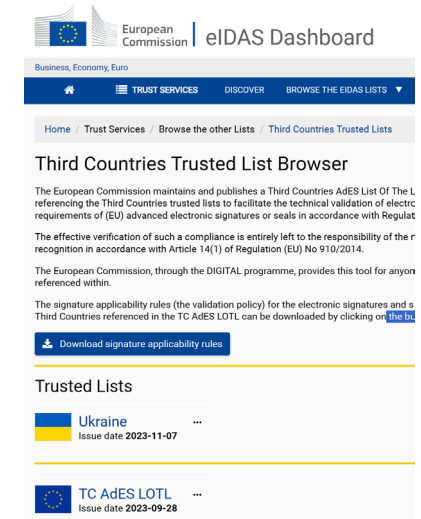 European
Commission
eIDAS Dashboard
Business, Economy, Euro
TRUST SERVICES DISCOVER BROWSE THE EIDAS LISTS ▼
Home / Trust Services / Browse the other Lists / Third Countries Trusted Lists
Third Countries Trusted List Browser
The European Commission maintains and publishes a Third Countries AdES List Of The L
referencing the Third Countries trusted lists to facilitate the technical validation of electro
requirements of (EU) advanced electronic signatures or seals in accordance with Regulat
The effective verification of such a compliance is entirely left to the responsibility of the
recognition in accordance with Article 14(1) of Regulation (EU) No 910/2014.
The European Commission, through the DIGITAL programme, provides this tool for anyon
referenced within.
The signature applicability rules (the validation policy) for the electronic signatures and s
Third Countries referenced in the TC AdES LOTL can be downloaded by clicking on the bu
Download signature applicability rules
Trusted Lists
Ukraine ...
Issue date 2023-11-07
TC AdES LOTL ...
Issue date 2023-09-28